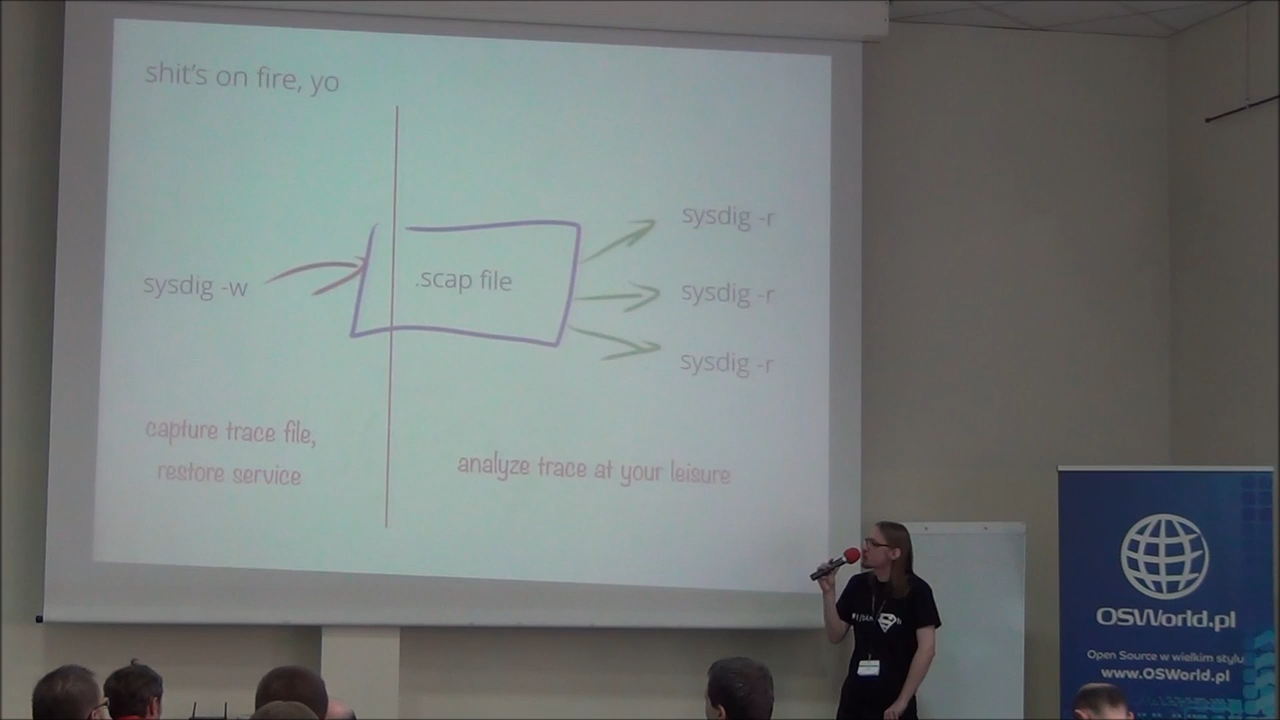 shit's on fire, yo
sysdig -w
.scap file
sysdig -r
sysdig -r
sysdig -r
capture trace file,
restore service
analyze trace at your leisure
OSWorld.pl
Open Source w wielkim stylu
www.OSWorld.pl